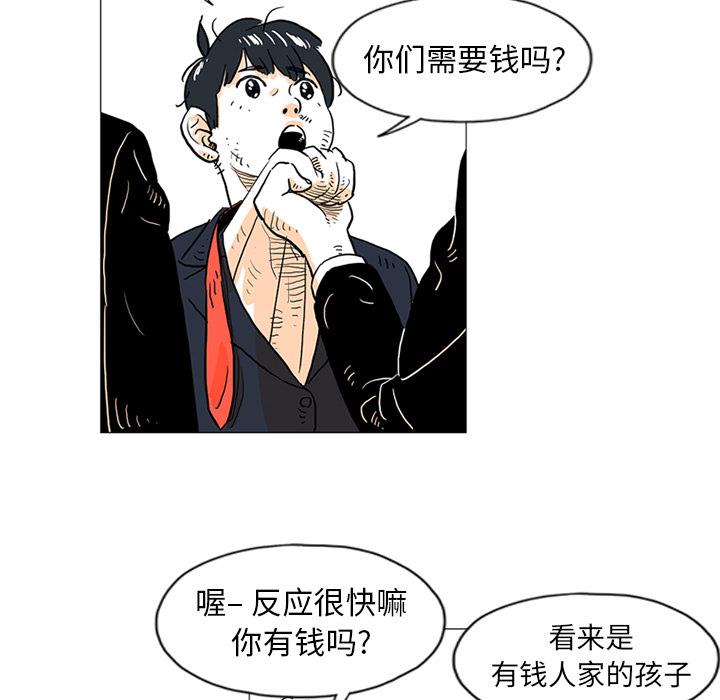 你们需要钱吗?
喔– 反应很快嘛
你有钱吗?
看来是
有钱人家的孩子